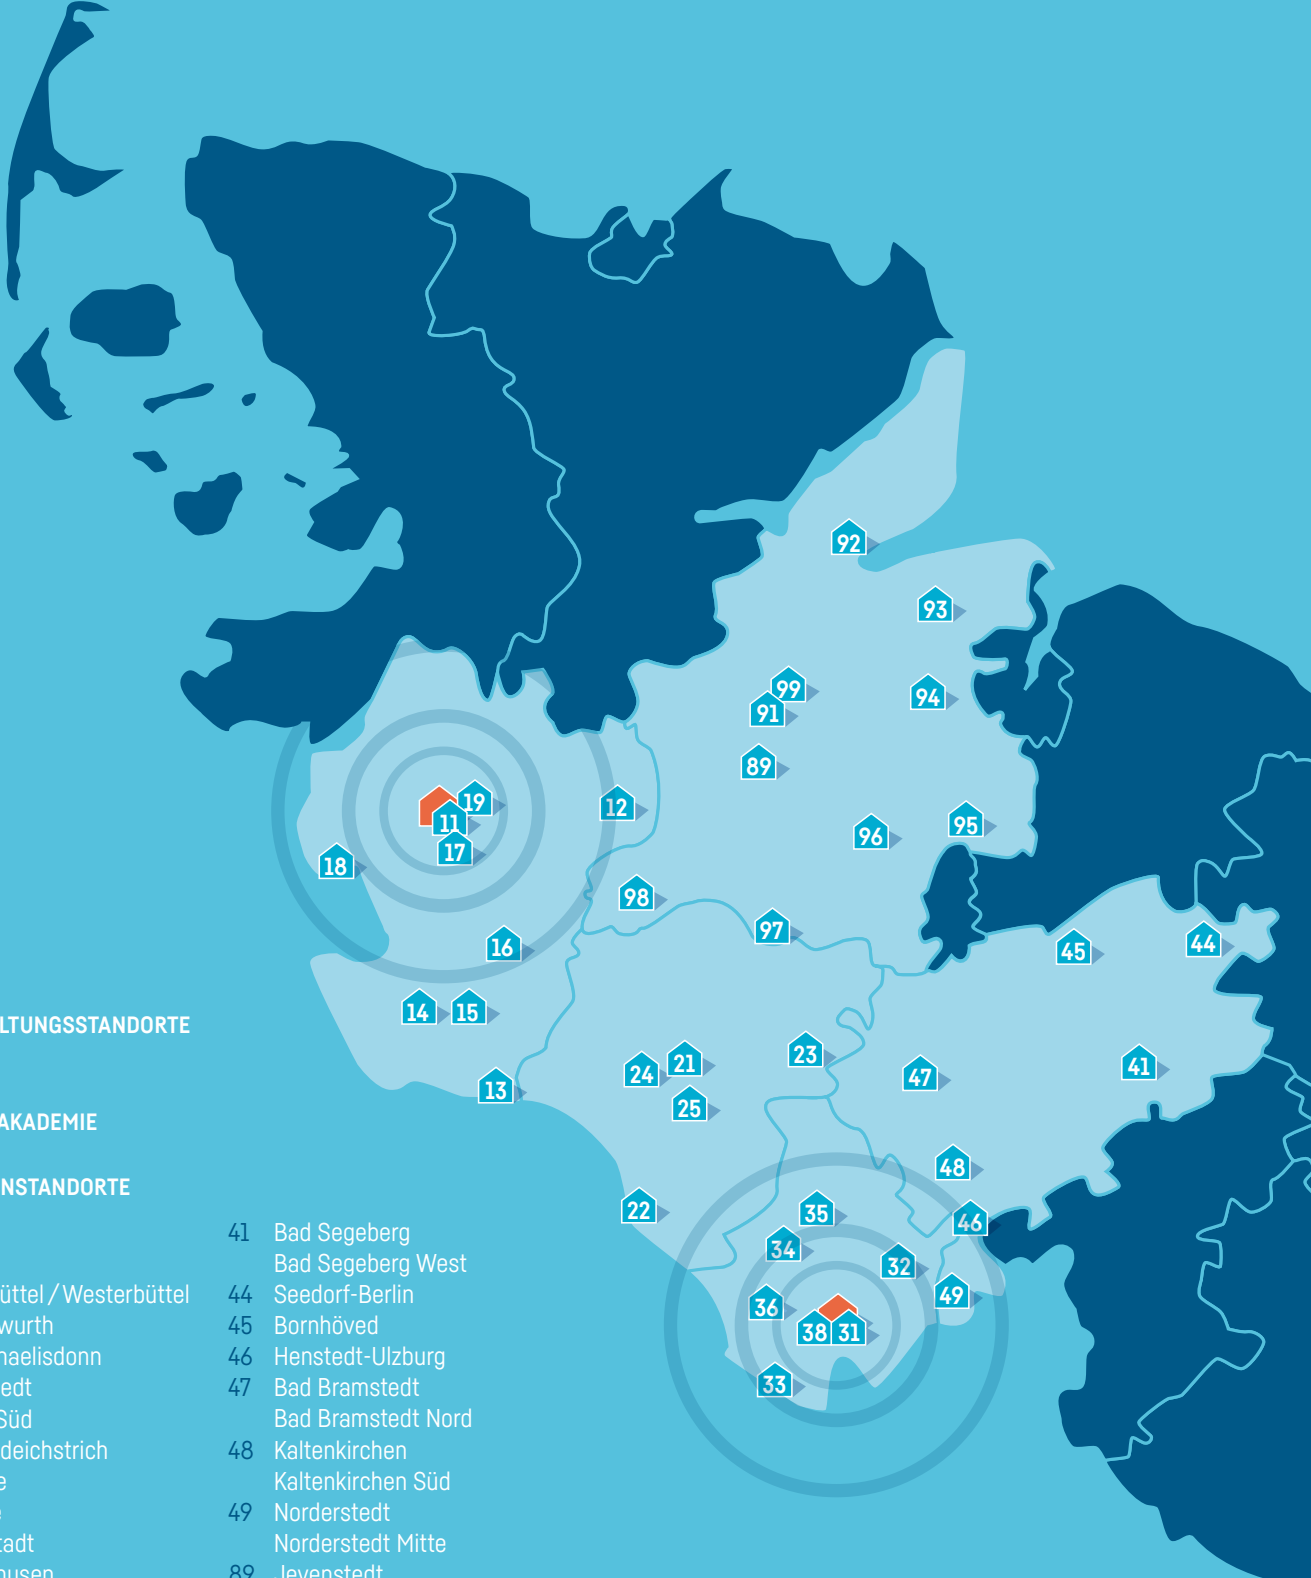 92
93
99
94
91
89
19
12
11
95
96
17
18
98
97
16
45
44
14
15
LTUNGSSTANDORTE
23
21
24
47
41
13
25
AKADEMIE
48
NSTANDORTE
22
35
46
41 Bad Segeberg
34
Bad Segeberg West
32
üttel / Westerbüttel
44 Seedorf-Berlin
49
36
wurth
45 Bornhöved
38
31
naelisdonn
46 Henstedt-Ulzburg
edt
47 Bad Bramstedt
33
Süd
Bad Bramstedt Nord
deichstrich
48 Kaltenkirchen
e
Kaltenkirchen Süd
e
49 Norderstedt
tadt
Norderstedt Mitte
ousen
89 Jevenstedt